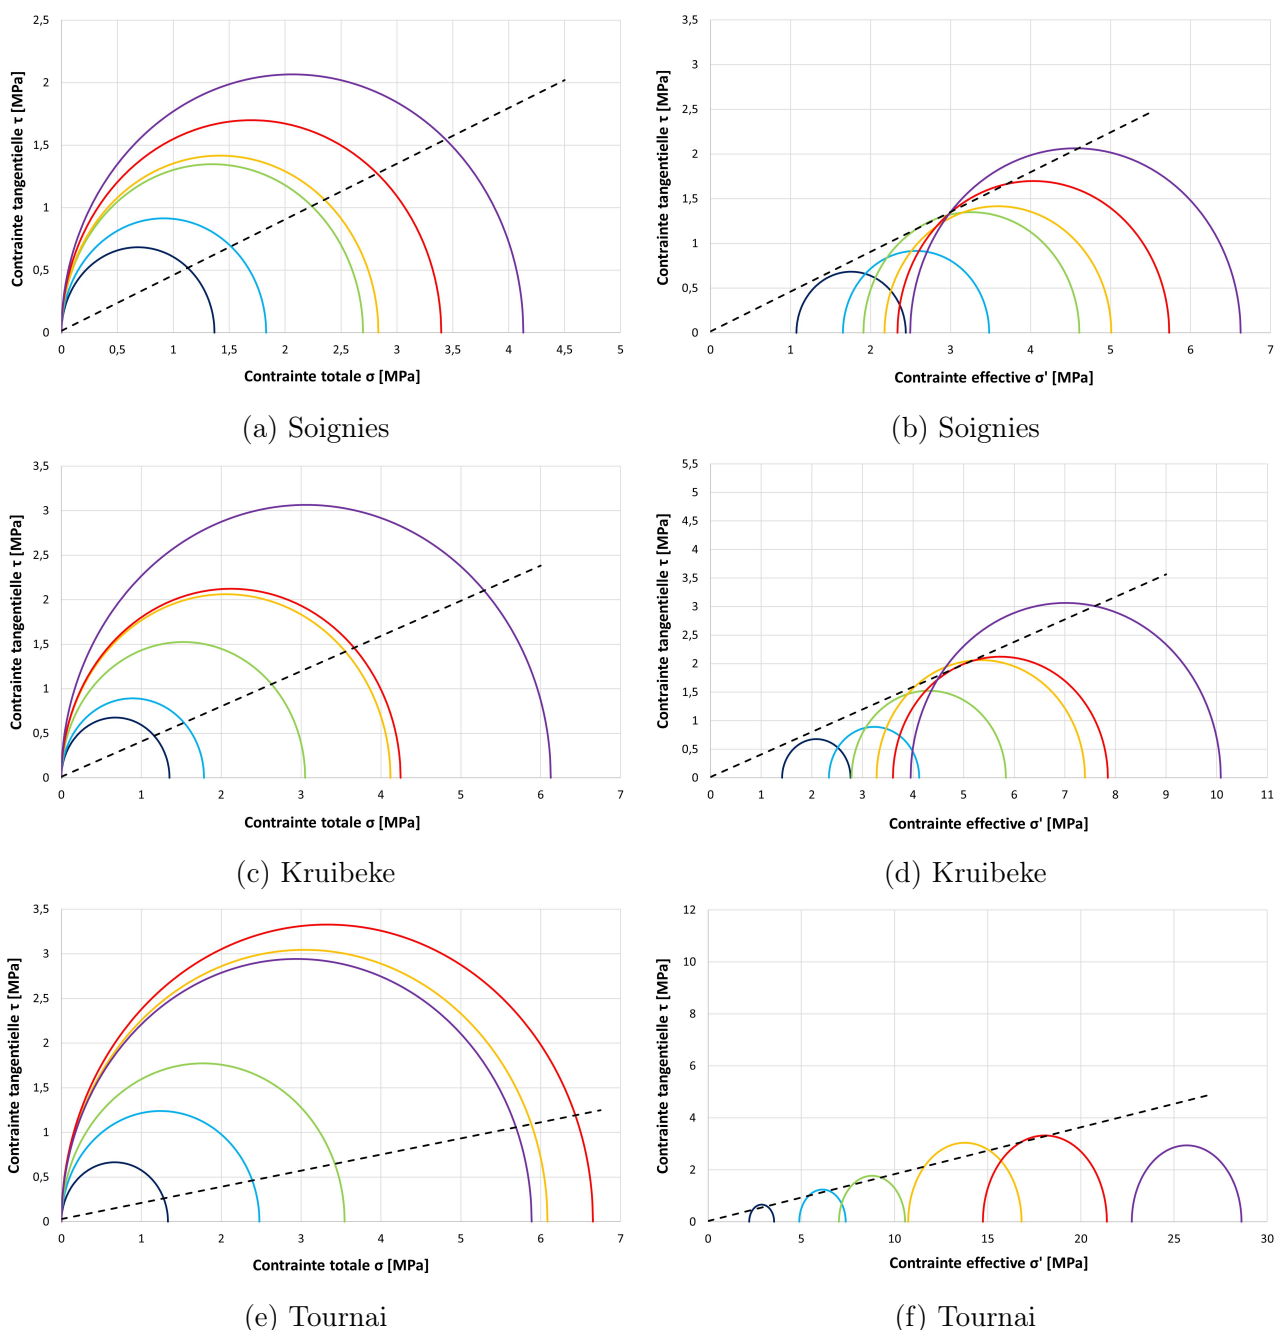 2,5
2
1,5
1
0,5
0
0 0,5 1 1,5 2 2,5 3 3,5 4 4,5 5
Contrainte tangentielle τ [MPa]
Contrainte totale σ [MPa]
(a) Soignies
3,5
3
2,5
2
1,5
1
0,5
0
0 1 2 3 4 5 6 7
Contrainte tangentielle τ [MPa]
Contrainte effective σ' [MPa]
(b) Soignies
3,5
3
2,5
2
1,5
1
0,5
0
0 1 2 3 4 5 6 7
Contrainte tangentielle τ [MPa]
Contrainte totale σ [MPa]
(c) Kruibeke
5,5
5
4,5
4
3,5
3
2,5
2
1,5
1
0,5
0
0 1 2 3 4 5 6 7 8 9 10 11
Contrainte tangentielle τ [MPa]
Contrainte effective σ' [MPa]
(d) Kruibeke
3,5
3
2,5
2
1,5
1
0,5
0
0 1 2 3 4 5 6 7
Contrainte tangentielle τ [MPa]
Contrainte totale σ [MPa]
(e) Tournai
12
10
8
6
4
2
0
0 5 10 15 20 25 30
Contrainte tangentielle τ [MPa]
Contrainte effective σ' [MPa]
(f) Tournai